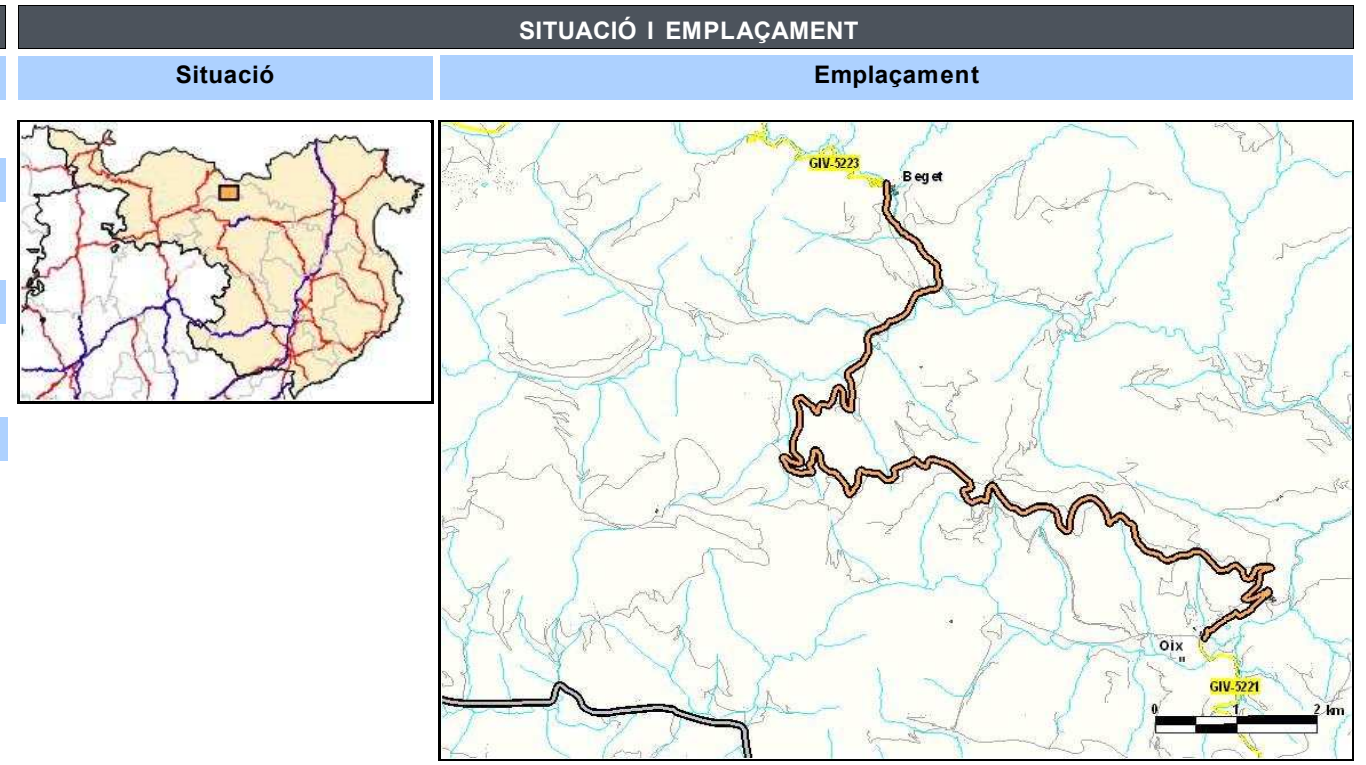 SITUACIÓ I EMPLAÇAMENT
Situació
Emplaçament
GIV-5223
Beget
Oix
GIV-5221
0 1 2 km